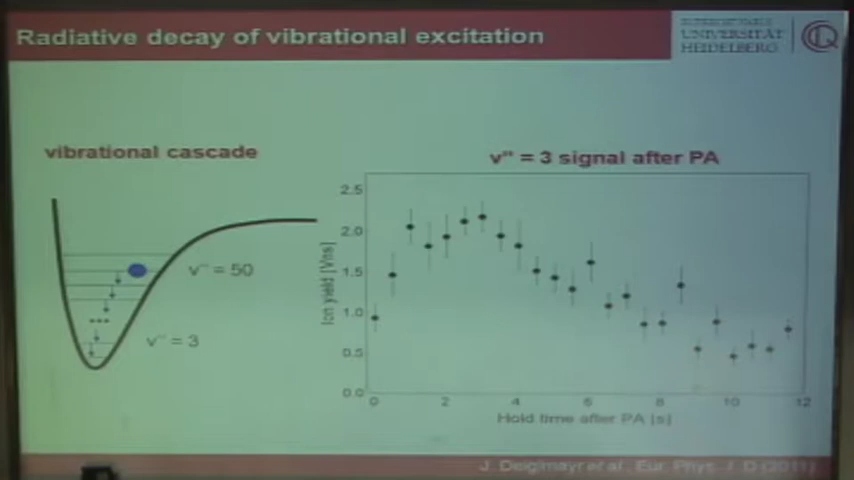 Radiative decay of vibrational excitation
UNIVERSITÄT
HEIDELBERG
vibrational cascade
v'' = 50
v'' = 3
v'' = 3 signal after PA
Ion yield [Vns]
2.5
2.0
1.5
1.0
0.5
0.0
0 2 4 6 8 10 12
Hold time after PA [s]
J. Deiglmayr et al., Eur. Phys. J. D (2011)